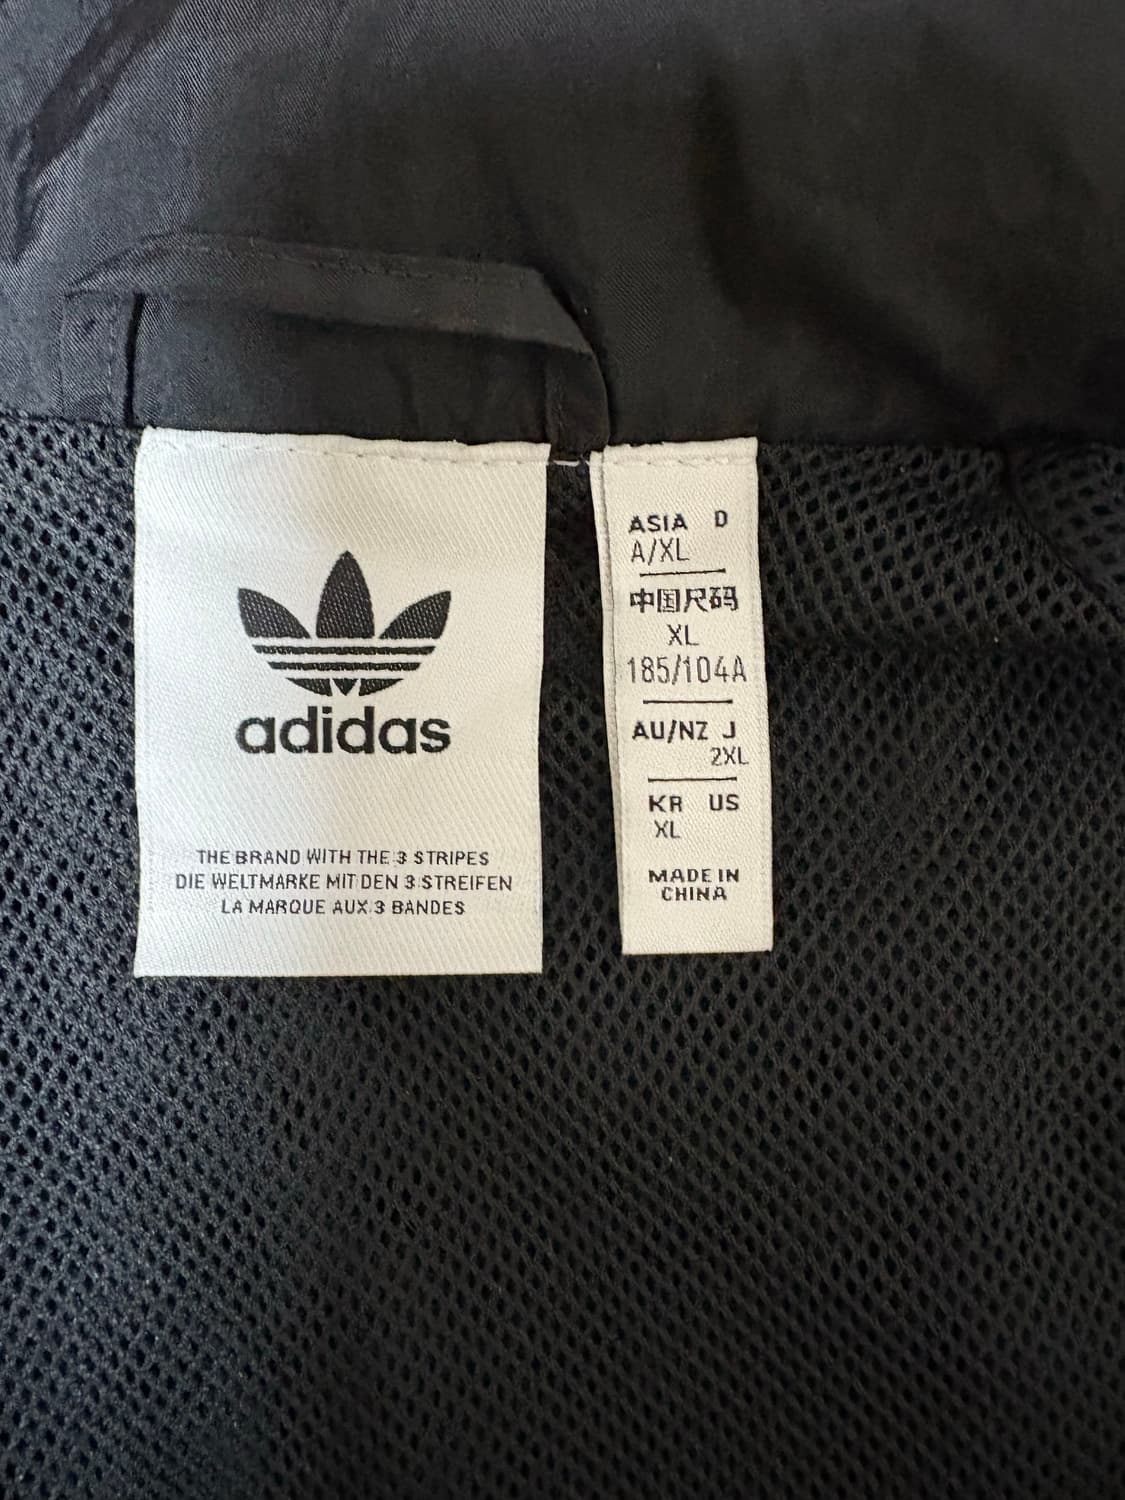 adidas
THE BRAND WITH THE 3 STRIPES
DIE WELTMARKE MIT DEN 3 STREIFEN
LA MARQUE AUX 3 BANDES
ASIA D
A/XL
中国尺码
XL
185/104A
AU/NZ J
2XL
KR US
XL
MADE IN
CHINA